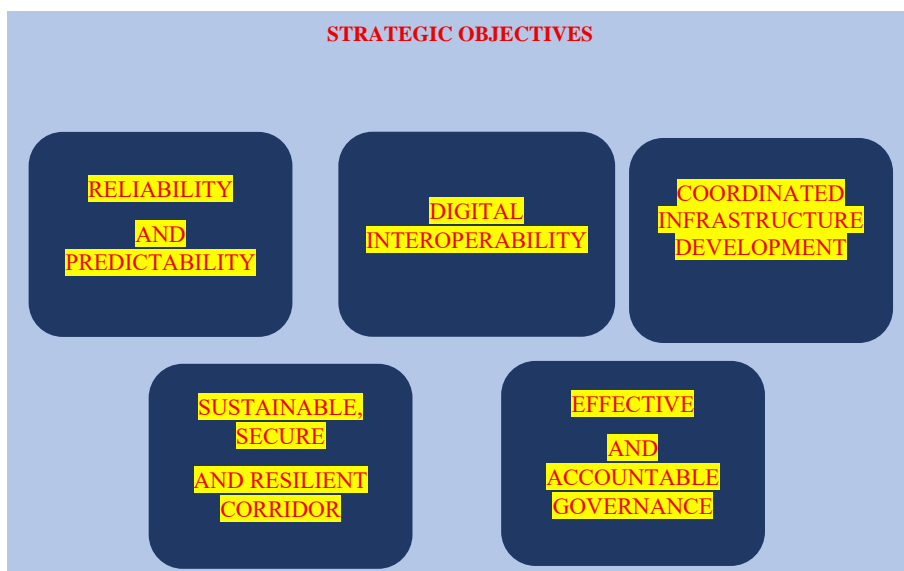 STRATEGIC OBJECTIVES
RELIABILITY
AND
PREDICTABILITY
DIGITAL
INTEROPERABILITY
COORDINATED
INFRASTRUCTURE
DEVELOPMENT
SUSTAINABLE,
SECURE
AND RESILIENT
CORRIDOR
EFFECTIVE
AND
ACCOUNTABLE
GOVERNANCE